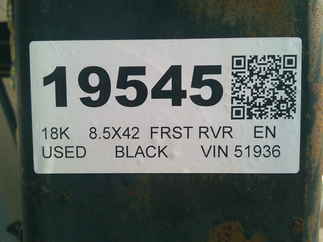 19545
18K 8.5X42 FRST RVR EN
USED BLACK VIN 51936